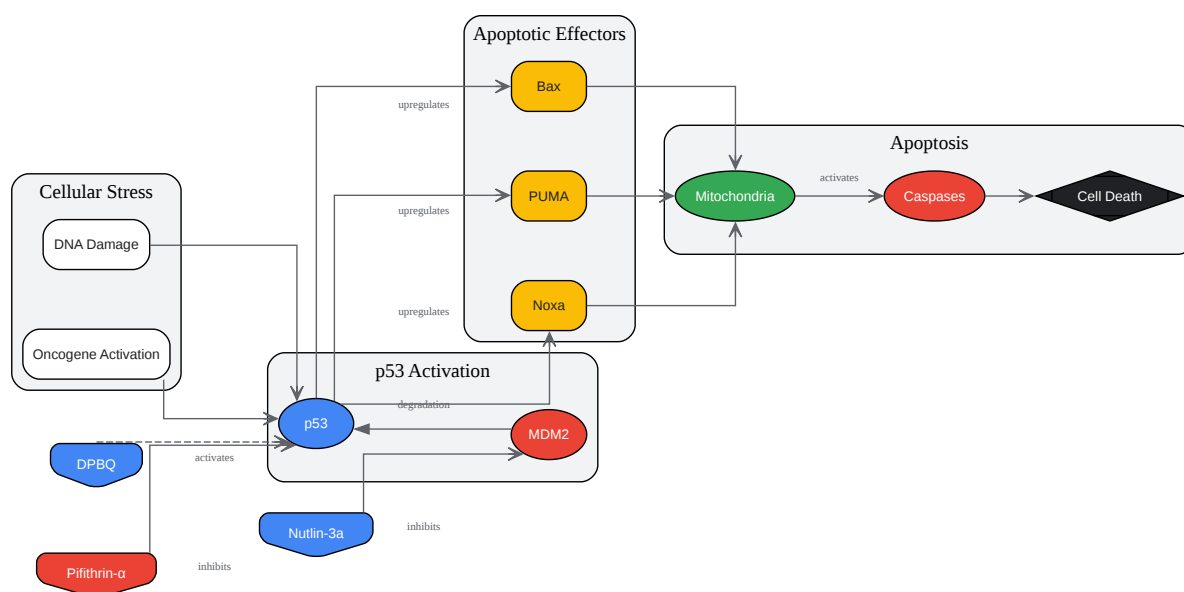 Apoptotic Effectors
Bax
upregulates
Apoptosis
Cellular Stress
PUMA
Mitochondria
activates
Caspases
Cell Death
upregulates
DNA Damage
Noxa
upregulates
Oncogene Activation
p53 Activation
degradation
p53
MDM2
DPBQ
activates
Nutlin-3a
inhibits
Pifithrin-α
inhibits